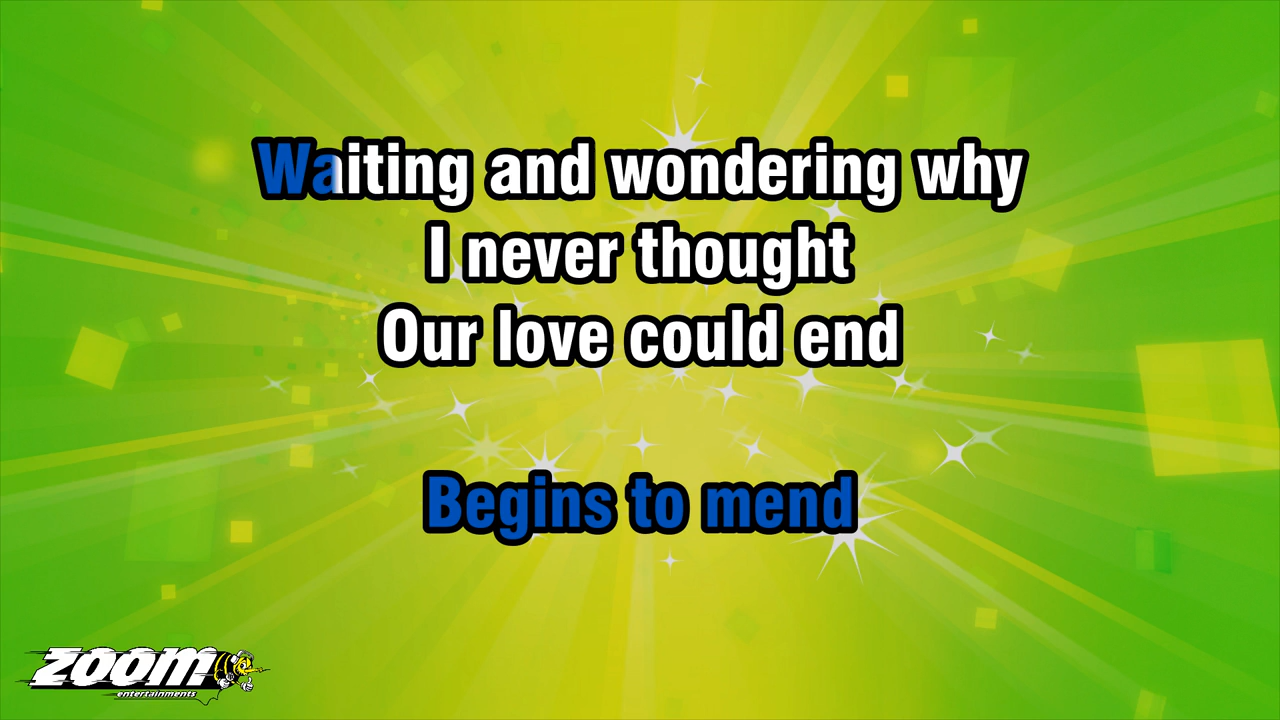 Waiting and wondering why
I never thought
Our love could end
Begins to mend
ZOOM
entertainments